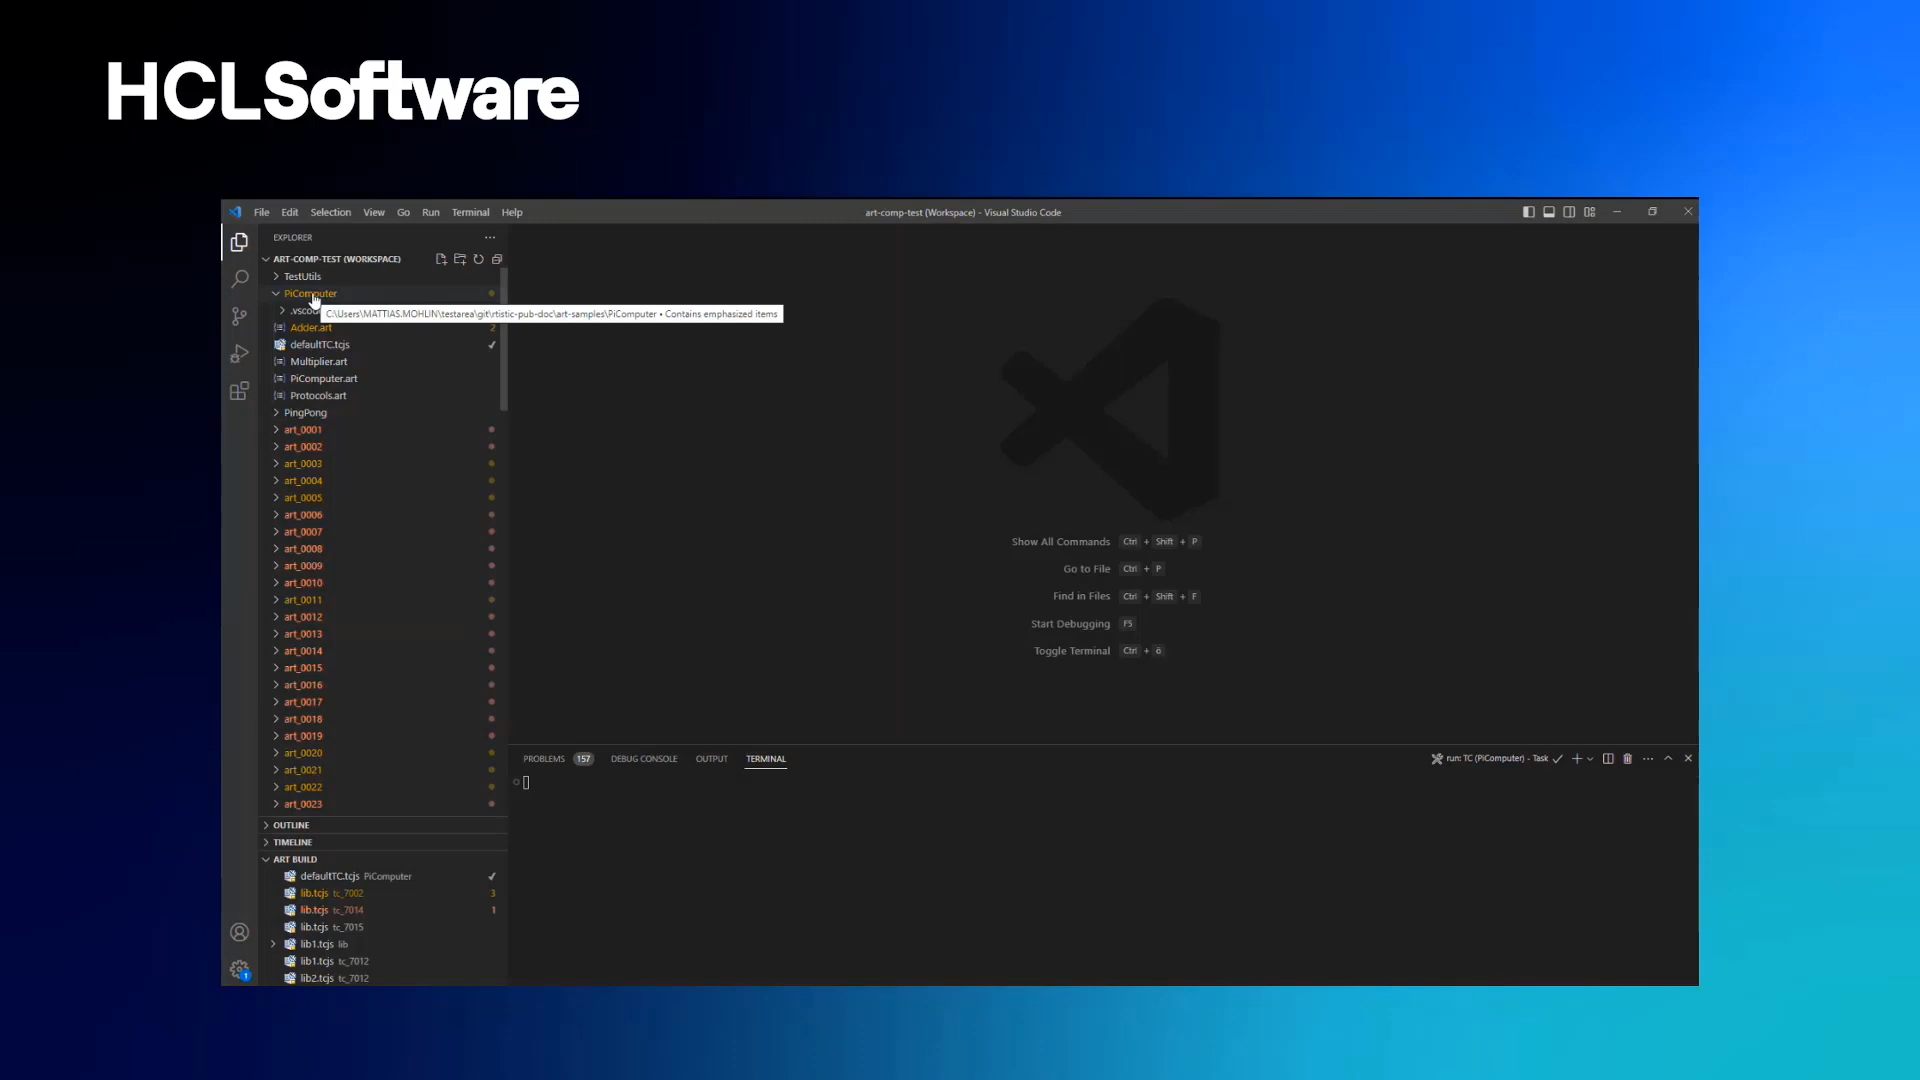 HCLSoftware
File Edit Selection View Go Run Terminal Help
art-comp-test (Workspace) - Visual Studio Code
EXPLORER
ART-COMP-TEST (WORKSPACE)
TestUtils
PiComputer
.vscod
C:\Users\MATTIAS.MOHLIN\testarea\git\rtistic-pub-doc\art-samples\PiComputer • Contains emphasized items
Adder.art 2
defaultTC.tcjs
Multiplier.art
PiComputer.art
Protocols.art
PingPong
art_0001
art_0002
art_0003
art_0004
art_0005
art_0006
art_0007
art_0008
art_0009
art_0010
art_0011
art_0012
art_0013
art_0014
art_0015
art_0016
art_0017
art_0018
art_0019
art_0020
art_0021
art_0022
art_0023
OUTLINE
TIMELINE
ART BUILD
defaultTC.tcjs PiComputer
lib.tcjs tc_7002 3
lib.tcjs tc_7014 1
lib.tcjs tc_7015
lib1.tcjs lib
lib1.tcjs tc_7012
lib2.tcjs tc_7012
1
Show All Commands Ctrl + Shift + P
Go to File Ctrl + P
Find in Files Ctrl + Shift + F
Start Debugging F5
Toggle Terminal Ctrl + ö
PROBLEMS 157 DEBUG CONSOLE OUTPUT TERMINAL
run: TC (PiComputer) - Task